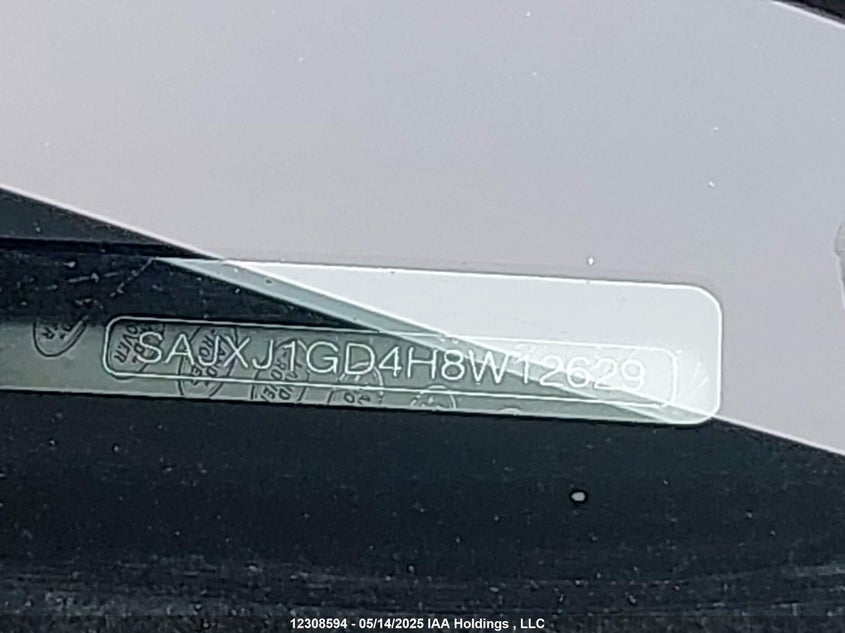 SAJXJ1GD4H8W12629
12308594 - 05/14/2025 IAA Holdings , LLC